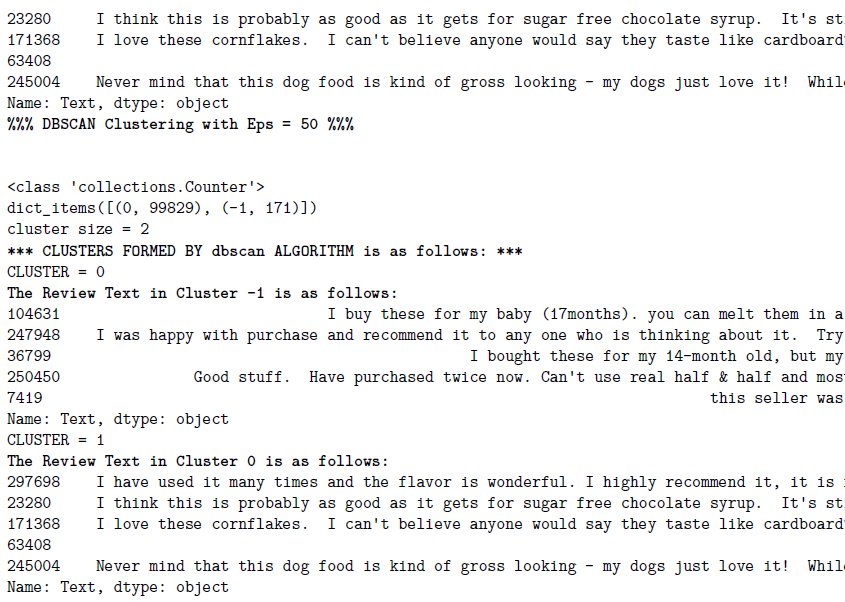 23280 I think this is probably as good as it gets for sugar free chocolate syrup. It's
171368 I love these cornflakes. I can't believe anyone would say they taste like cardboard
63408
245004 Never mind that this dog food is kind of gross looking - my dogs just love it!
Name: Text, dtype: object
%%% DBSCAN Clustering with Eps = 50 %%%
<class 'collections.Counter'>
dict_items([(0, 99829), (-1, 171)])
cluster size = 2
*** CLUSTERS FORMED BY dbscan ALGORITHM is as follows: ***
CLUSTER = 0
The Review Text in Cluster -1 is as follows:
104631 I buy these for my baby (17months). you can melt them in a
247948 I was happy with purchase and recommend it to any one who is thinking about it. Try
36799 I bought these for my 14-month old, but my
250450 Good stuff. Have purchased twice now. Can't use real half & half and
7419 this seller was
Name: Text, dtype: object
CLUSTER = 1
The Review Text in Cluster 0 is as follows:
297698 I have used it many times and the flavor is wonderful. I highly recommend it, it is
23280 I think this is probably as good as it gets for sugar free chocolate syrup. It's
171368 I love these cornflakes. I can't believe anyone would say they taste like cardboard
63408
245004 Never mind that this dog food is kind of gross looking - my dogs just love it!
Name: Text, dtype: object